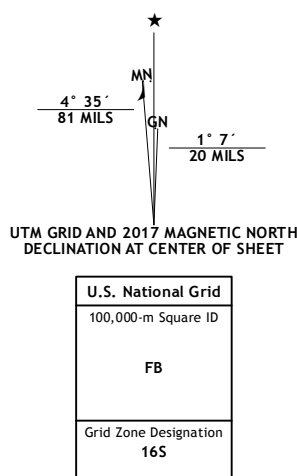 ★
MN
4° 35´
81 MILS
GN
1° 7´
20 MILS
UTM GRID AND 2017 MAGNETIC NORTH
DECLINATION AT CENTER OF SHEET
U.S. National Grid
100,000-m Square ID
FB
Grid Zone Designation
16S